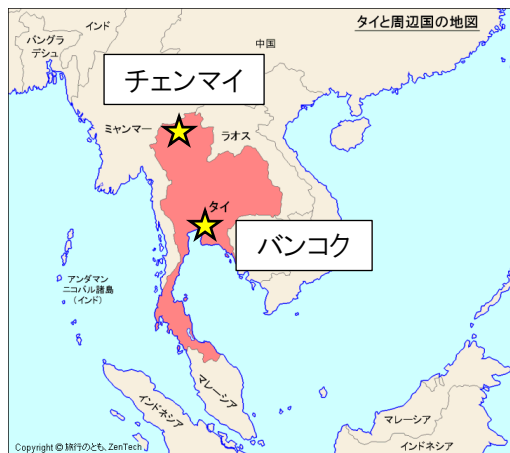 タイと周辺国の地図
インド
バングラ
デシュ
中国
チェンマイ
ミャンマー
ラオス
タイ
バンコク
アンダマン
ニコバル諸島
（インド）
マレーシア
インドネシア
マレーシア
インドネシア
Copyright © 旅行のとも、ZenTech